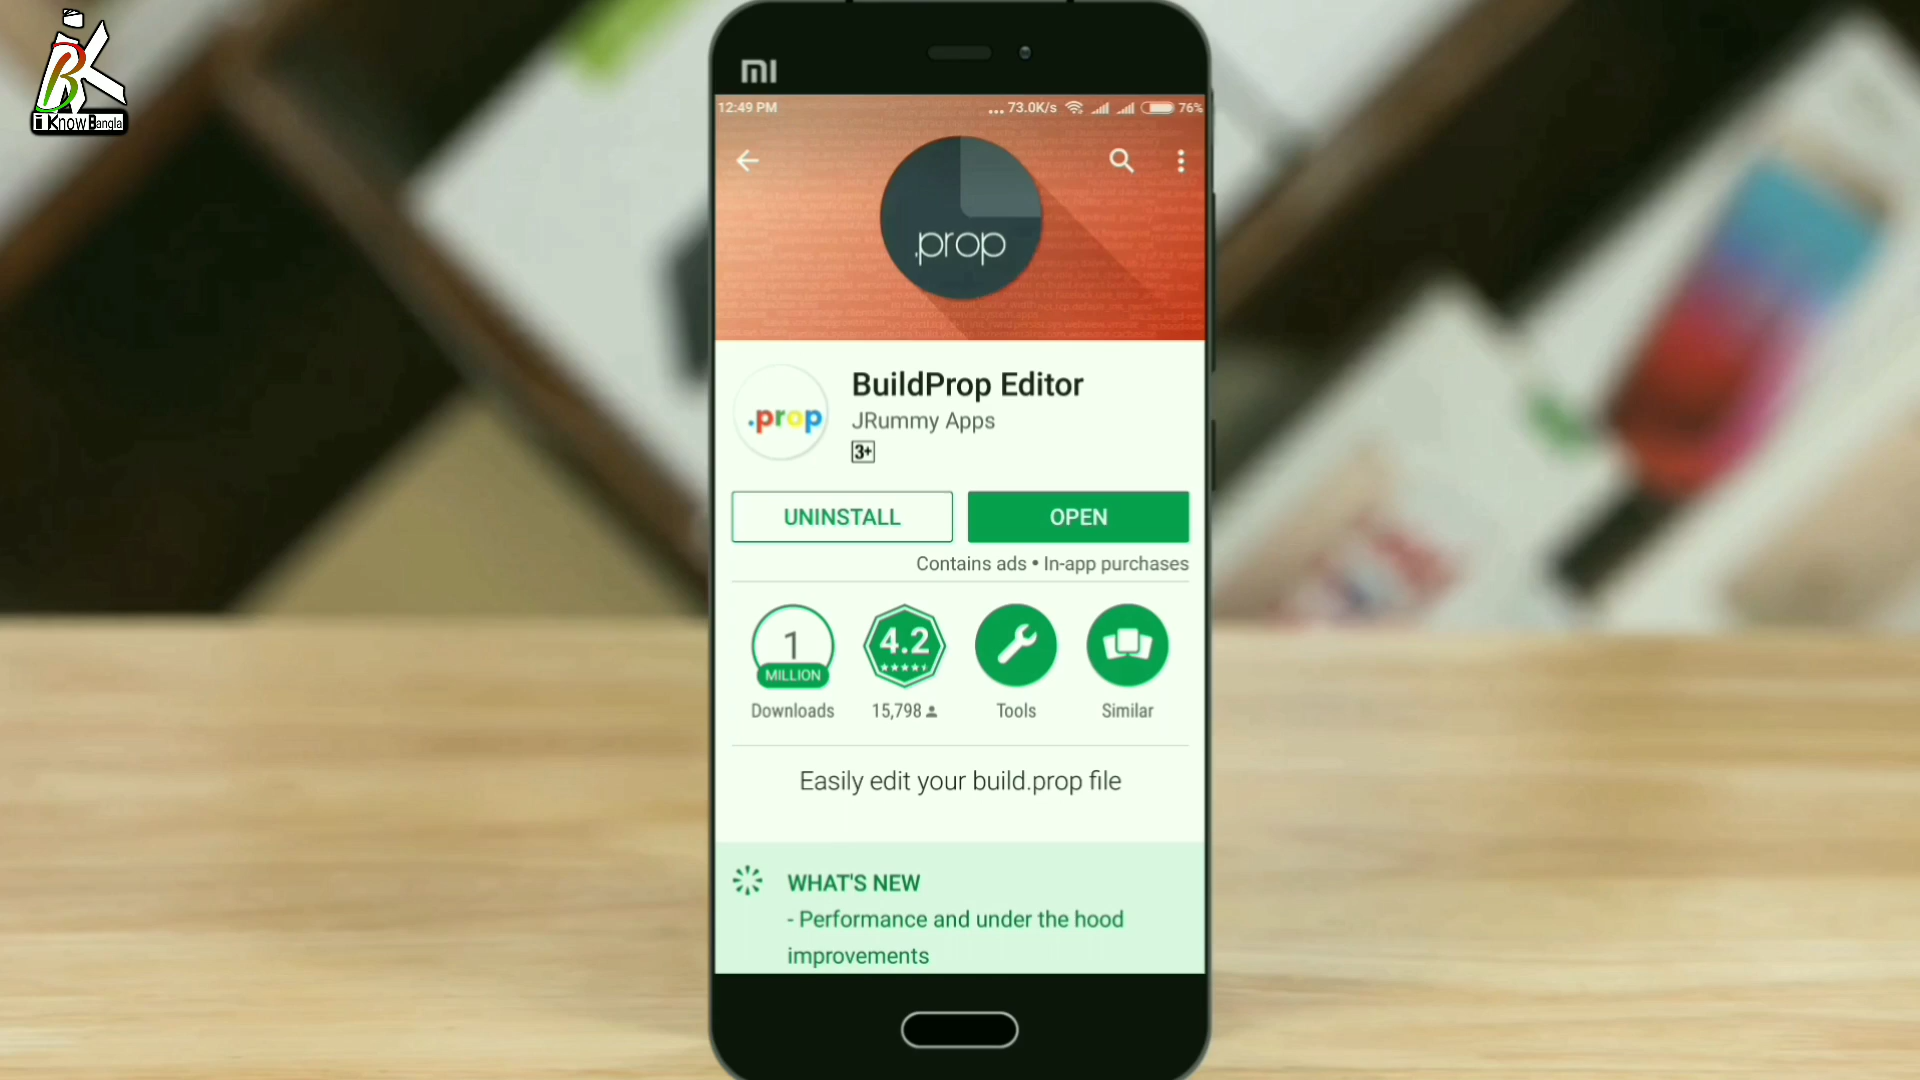 BK
i Know Bangla
MI
12:49 PM ... 73.0K/s 76%
.prop
.prop
BuildProp Editor
JRummy Apps
3+
UNINSTALL
OPEN
Contains ads • In-app purchases
1
MILLION
4.2
Downloads
15,798
Tools
Similar
Easily edit your build.prop file
WHAT'S NEW
- Performance and under the hood
improvements